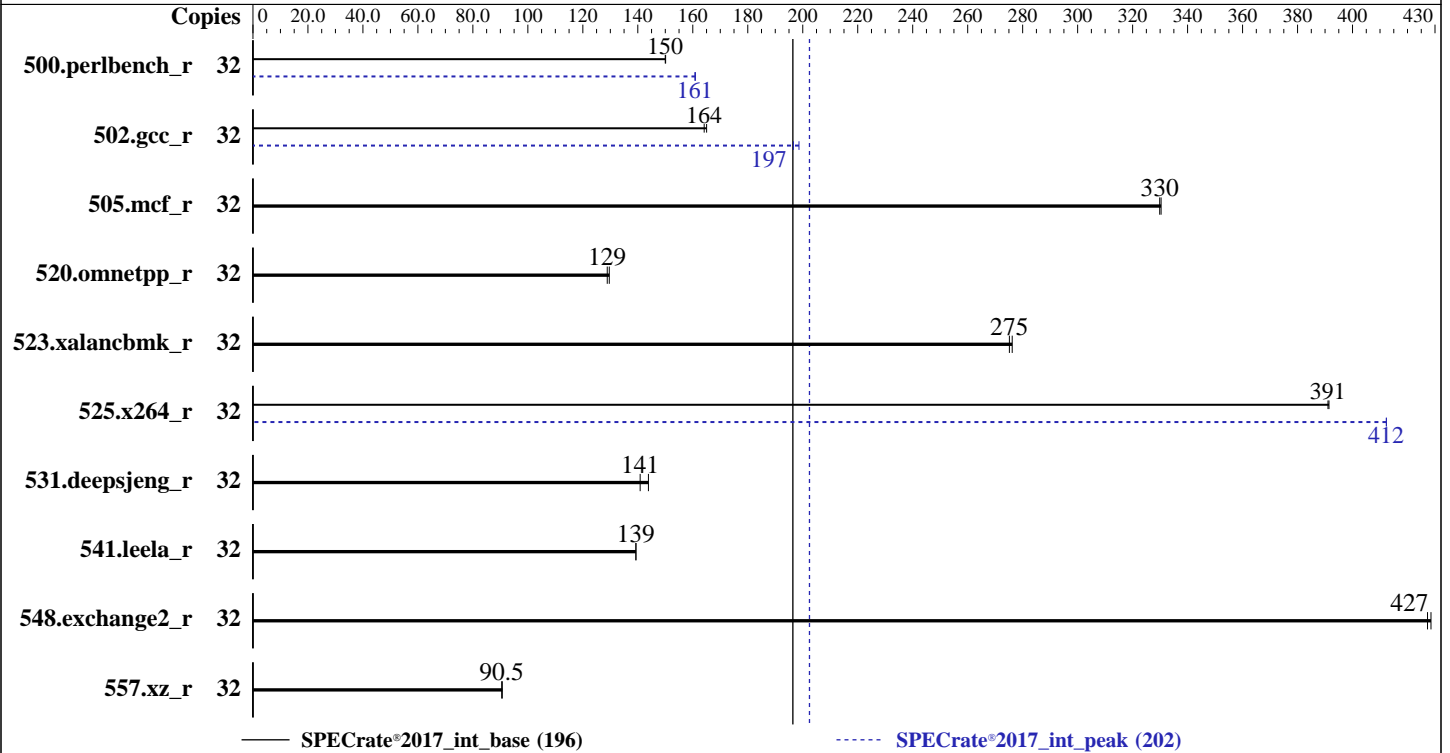 Copies 0 20.0 40.0 60.0 80.0 100 120 140 160 180 200 220 240 260 280 300 320 340 360 380 400 430
150
500.perlbench_r 32
161
164
502.gcc_r 32
197
330
505.mcf_r 32
129
520.omnetpp_r 32
275
523.xalancbmk_r 32
391
525.x264_r 32
412
141
531.deepsjeng_r 32
139
541.leela_r 32
427
548.exchange2_r 32
90.5
557.xz_r 32
SPECrate®2017_int_base (196) SPECrate®2017_int_peak (202)